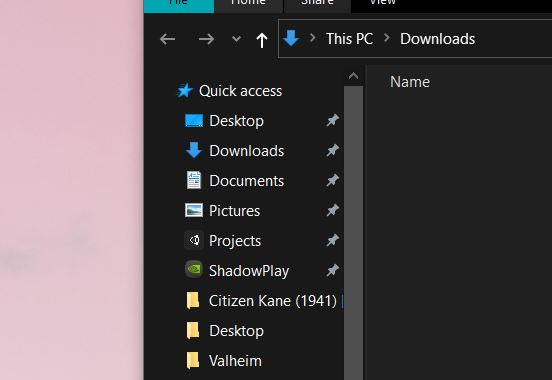 File Home Share View
This PC > Downloads
Name
Quick access
Desktop
Downloads
Documents
Pictures
Projects
ShadowPlay
Citizen Kane (1941)
Desktop
Valheim